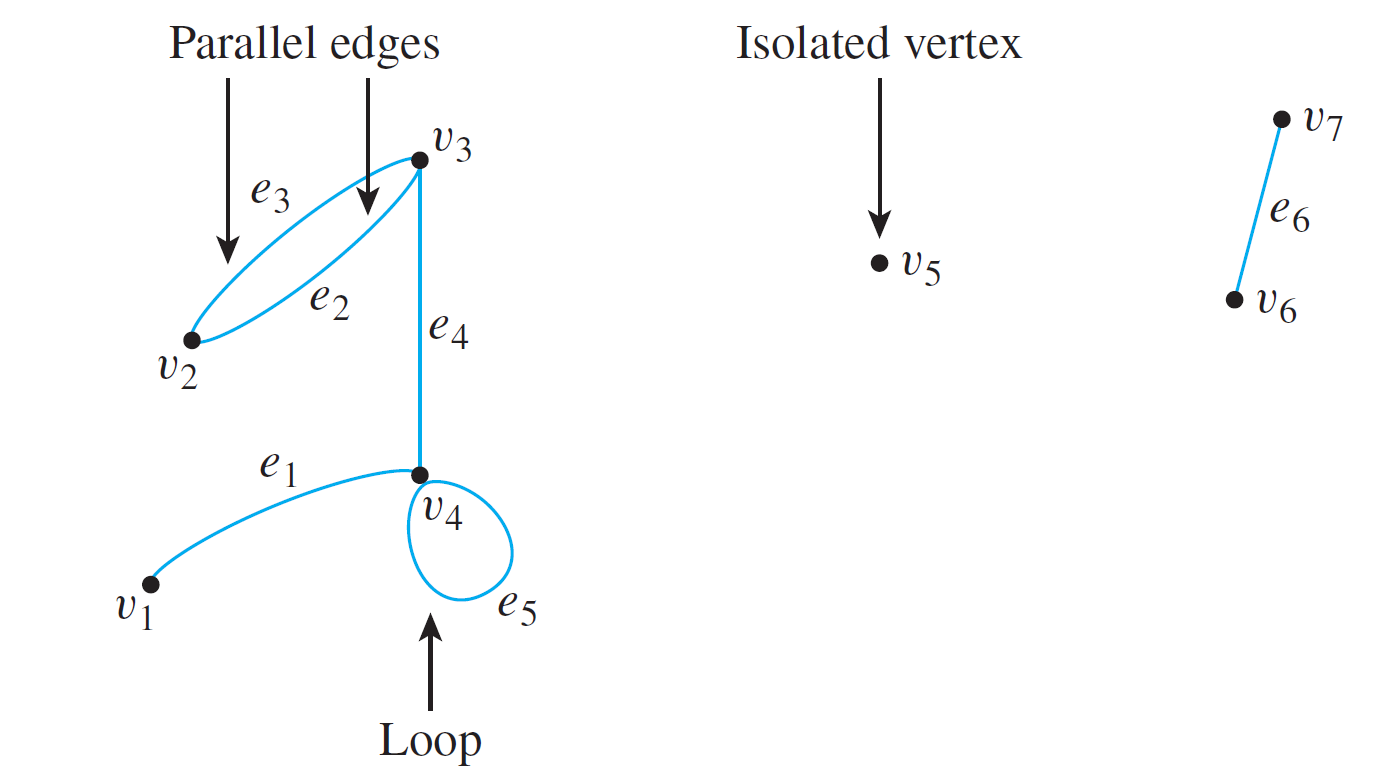 Parallel edges
Isolated vertex
v7
v3
e3
e6
v5
e2
v6
e4
v2
e1
v4
e5
v1
Loop